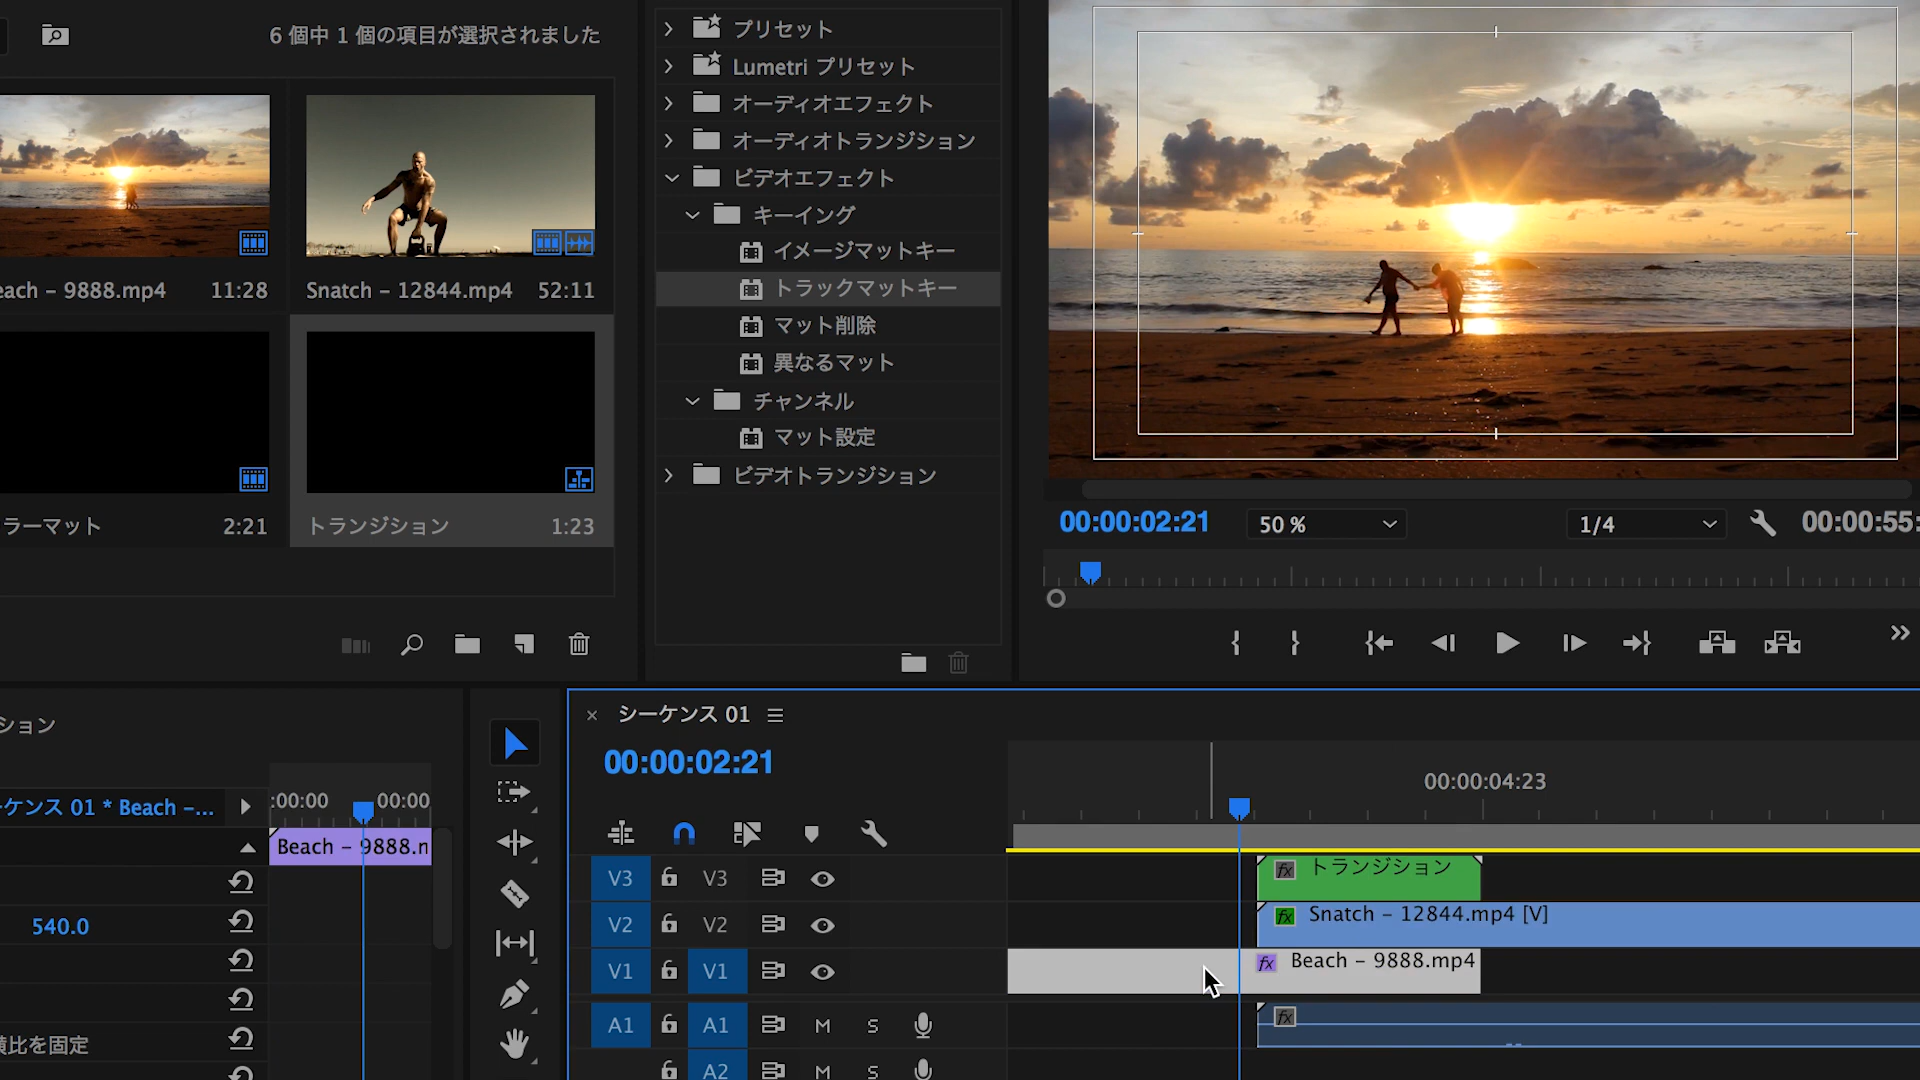 6 個中 1 個の項目が選択されました
each – 9888.mp4 11:28
Snatch – 12844.mp4 52:11
ラーマット 2:21
トランジション 1:23
プリセット
Lumetri プリセット
オーディオエフェクト
オーディオトランジション
ビデオエフェクト
キーイング
イメージマットキー
トラックマットキー
マット削除
異なるマット
チャンネル
マット設定
ビデオトランジション
00:00:02:21
50 %
1/4
00:00:55:
ション
ケンス 01 * Beach –...
:00:00
00:00
Beach – 9888.m
540.0
横比を固定
× シーケンス 01
00:00:02:21
00:00:04:23
V3 V3
fx トランジション
V2 V2
fx Snatch – 12844.mp4 [V]
V1 V1
fx Beach – 9888.mp4
A1 A1 M S
fx
A2 M S